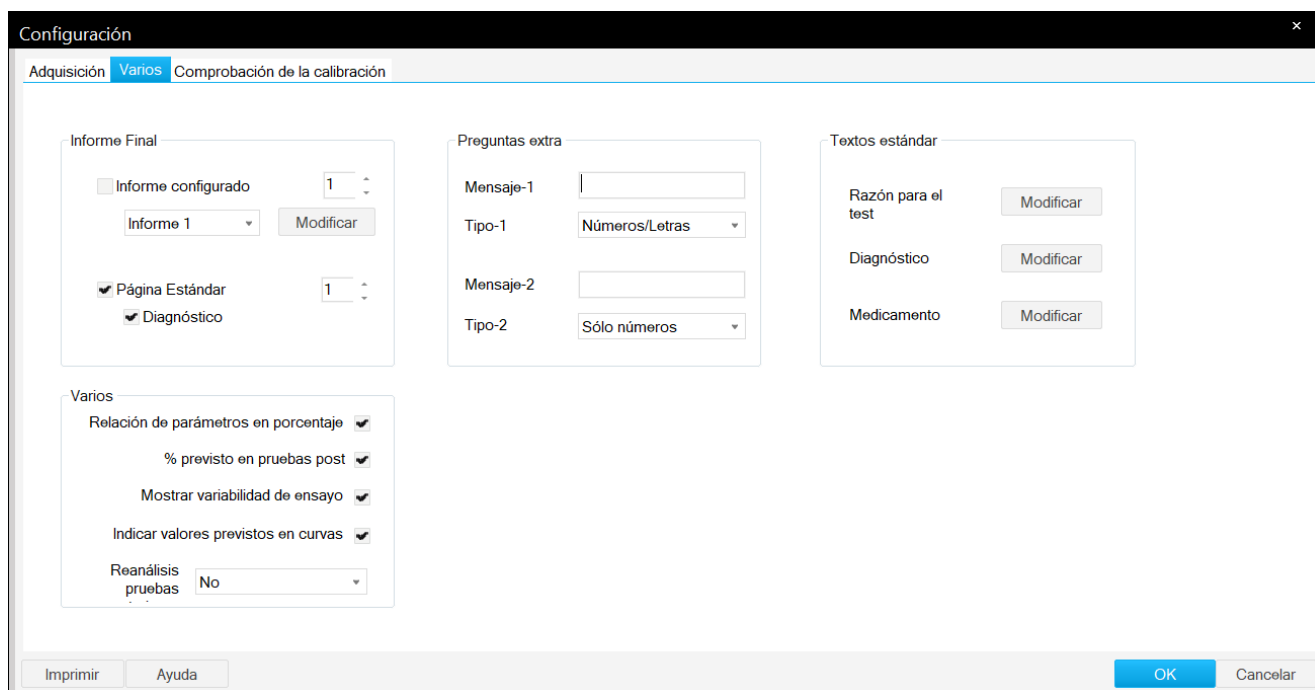 Configuración
×
Adquisición Varios Comprobación de la calibración
Informe Final
Informe configurado 1
Informe 1 Modificar
Página Estándar 1
Diagnóstico
Preguntas extra
Mensaje-1
Tipo-1 Números/Letras
Mensaje-2
Tipo-2 Sólo números
Textos estándar
Razón para el
test
Modificar
Diagnóstico Modificar
Medicamento Modificar
Varios
Relación de parámetros en porcentaje
% previsto en pruebas post
Mostrar variabilidad de ensayo
Indicar valores previstos en curvas
Reanálisis
pruebas
No
Imprimir Ayuda OK Cancelar